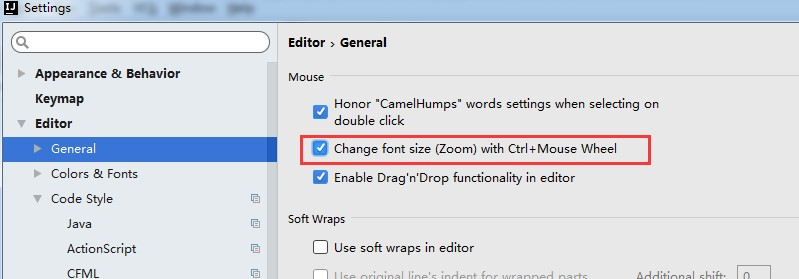 Settings
Editor › General
Mouse
Appearance & Behavior
Keymap
Editor
General
Colors & Fonts
Code Style
Java
ActionScript
CFML
Honor "CamelHumps" words settings when selecting on
double click
Change font size (Zoom) with Ctrl+Mouse Wheel
Enable Drag'n'Drop functionality in editor
Soft Wraps
Use soft wraps in editor
Use original line's indent for wrapped parts
Additional shift: 0